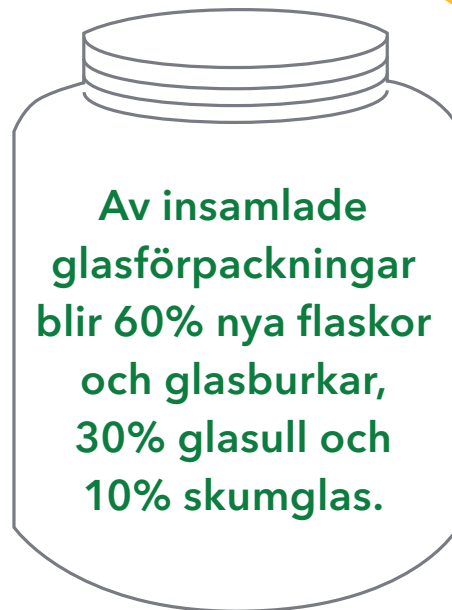 Av insamlade
glasförpackningar
blir 60% nya flaskor
och glasburkar,
30% glasull och
10% skumglas.